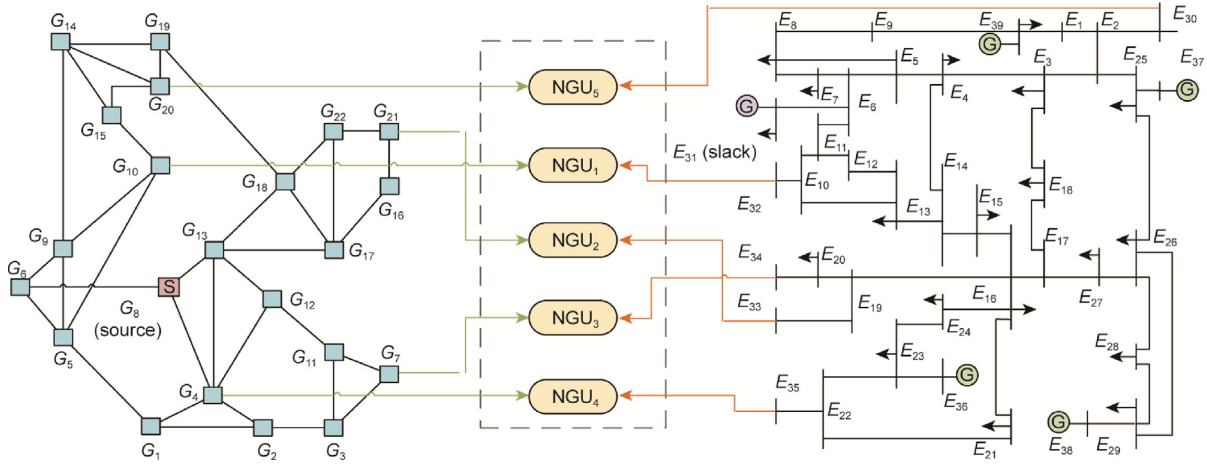 G14
G19
G20
G15
G10
G22
G21
G18
G16
G13
G17
G9
G6
S
G8
(source)
G12
G5
G11
G7
G4
G1
G2
G3
NGU5
NGU1
NGU2
NGU3
NGU4
E8
E9
E39
E1
E2
E30
G
E5
E3
E25
E37
G
E7
E6
E4
G
E31 (slack)
E11
E12
E14
E10
E32
E13
E15
E18
E34
E20
E17
E26
E33
E19
E16
E27
E24
E28
E23
E35
E22
G
E36
E21
G
E38
E29